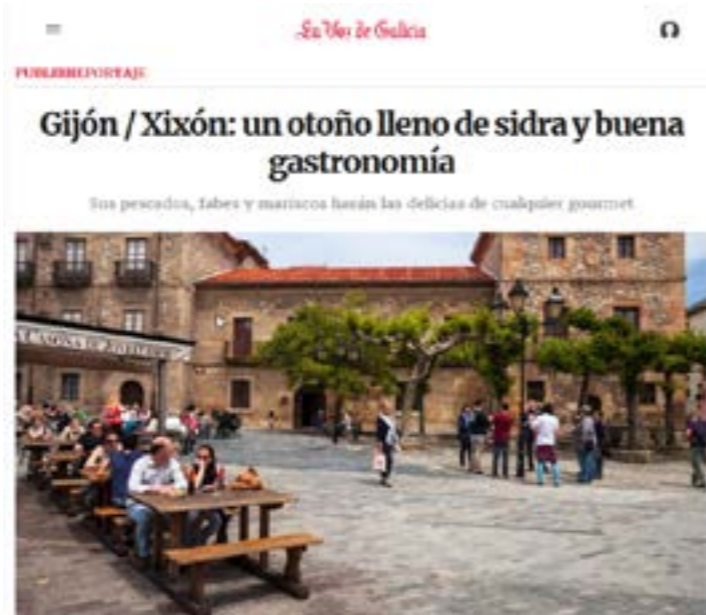 La Voz de Galicia
PUBLIRREPORTAJE
Gijón / Xixón: un otoño lleno de sidra y buena
gastronomía
Sus pescados, fabes y mariscos harán las delicias de cualquier gourmet